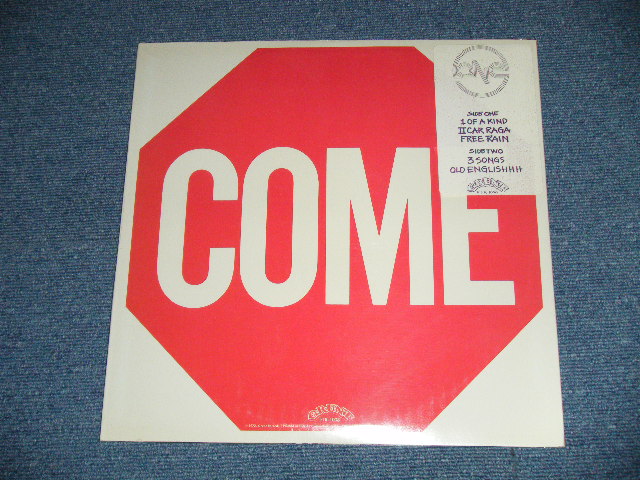 SIDE ONE
1 OF A KIND
II CAR RAGA
FREE RAIN
SIDE TWO
3 SONGS
OLD ENGLISHHH
COME